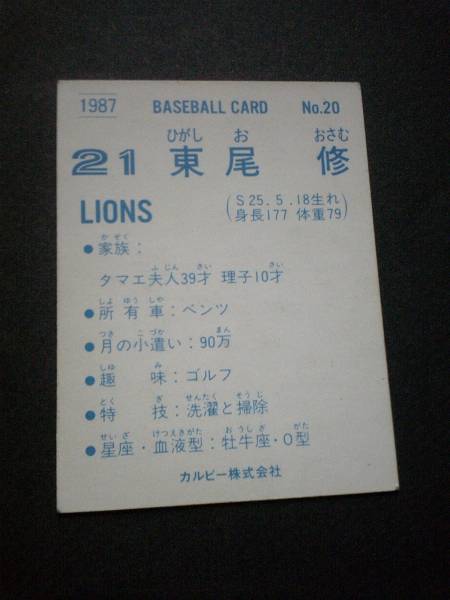 1987 BASEBALL CARD No.20
ひがし お おさむ
21 東尾 修
LIONS
(S25.5.18生れ
身長177 体重79)
かぞく
●家族:
ふじん さい さい
タマエ夫人39才 理子10才
しょ ゆう しゃ
●所有車:ベンツ
つき こづか まん
●月の小遣い:90万
しゅ み
●趣 味:ゴルフ
とく ぎ せんたく そうじ
●特 技:洗濯と掃除
せいざ けつえきがた おうしざ がた
●星座・血液型:牡牛座・O型
カルビー株式会社